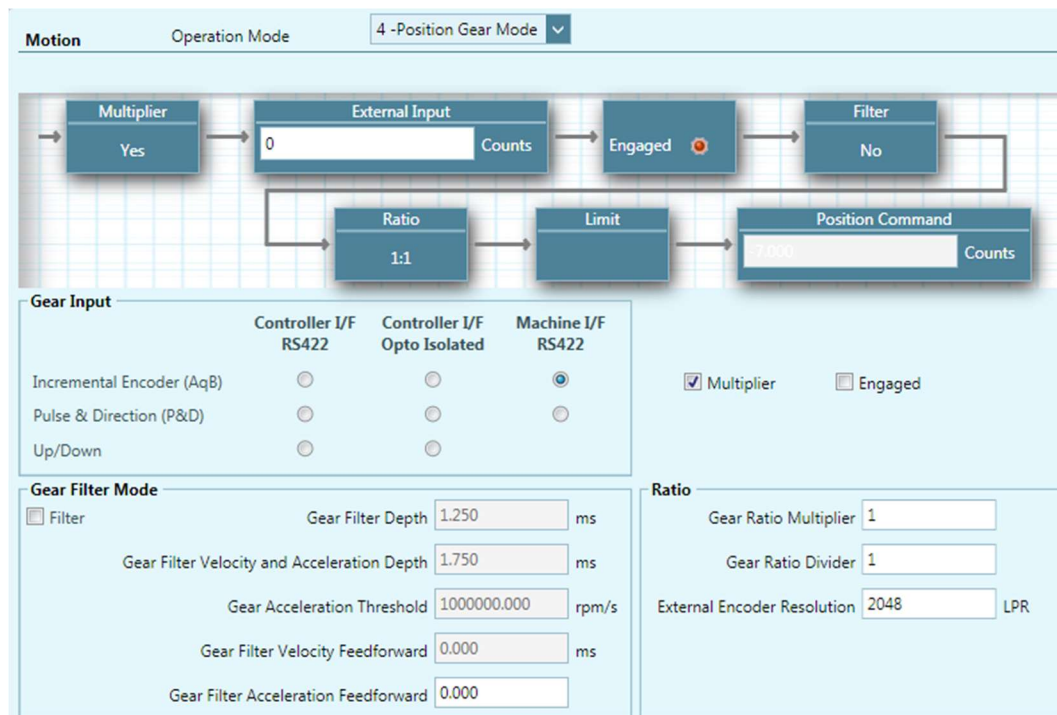 Motion Operation Mode 4 -Position Gear Mode
Multiplier External Input Filter
Yes 0 Counts Engaged No
Ratio Limit Position Command
1:1 -7.000 Counts
Gear Input
Controller I/F Controller I/F Machine I/F
RS422 Opto Isolated RS422
Incremental Encoder (AqB) Multiplier Engaged
Pulse & Direction (P&D)
Up/Down
Gear Filter Mode Ratio
Filter Gear Filter Depth 1.250 ms Gear Ratio Multiplier 1
Gear Filter Velocity and Acceleration Depth 1.750 ms Gear Ratio Divider 1
Gear Acceleration Threshold 1000000.000 rpm/s External Encoder Resolution 2048 LPR
Gear Filter Velocity Feedforward 0.000 ms
Gear Filter Acceleration Feedforward 0.000